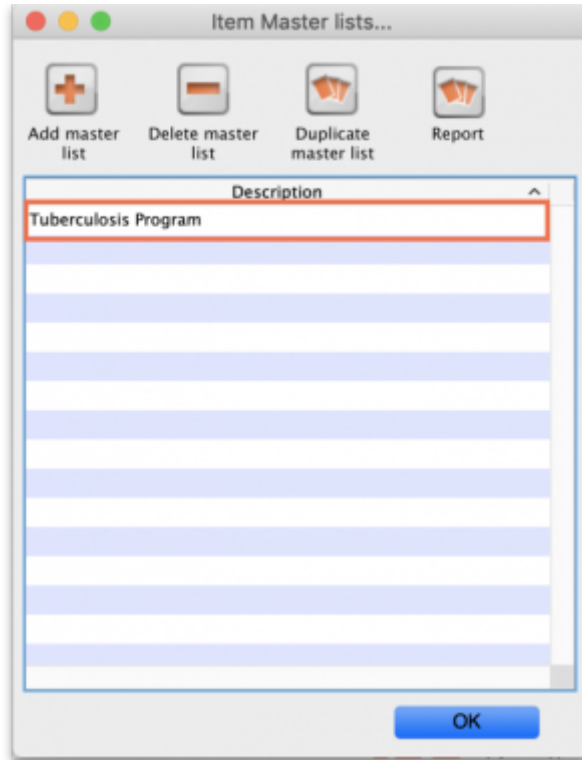 Item Master lists...
Add master list
Delete master list
Duplicate master list
Report
Description
Tuberculosis Program
OK